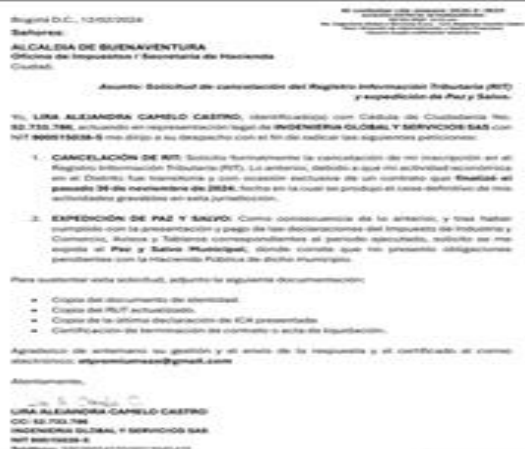 Bogotá D.C., 12/02/2024
Señores:
ALCALDIA DE BUENAVENTURA
Oficina de Impuestos / Secretaria de Hacienda
Ciudad.
Asunto: Solicitud de cancelación del Registro Información Tributaria (RIT)
y expedición de Paz y Salvo.
Yo, LIRA ALEJANDRA CAMELO CASTRO, identificado(a) con Cédula de Ciudadanía No.
52.733.786, actuando en representación legal de INGENIERIA GLOBAL Y SERVICIOS SAS con
NIT me dirijo a su despacho con el fin de radicar las siguientes peticiones:
1. CANCELACIÓN DE RIT: Solicito formalmente la cancelación de mi inscripción en el
Registro Información Tributaria (RIT). Lo anterior, debido a que mi actividad económica
en el Distrito fue transitoria y con ocasión exclusiva de un contrato que finalizó el
pasado 30 de noviembre de 2024, fecha en la cual se produjo el cese definitivo de mis
actividades gravables en esta jurisdicción.
2. EXPEDICIÓN DE PAZ Y SALVO: Como consecuencia de lo anterior, y tras haber
cumplido con la presentación y pago de las declaraciones del Impuesto de Industria y
Comercio, Avisos y Tableros correspondientes al periodo ejecutado, solicito se me
expida el Paz y Salvo Municipal, donde conste que no presento obligaciones
pendientes con la Hacienda Pública de dicho municipio.
Para sustentar esta solicitud, adjunto la siguiente documentación:
• Copia del documento de identidad.
• Copia del RUT actualizado.
• Copia de la última declaración de ICA presentada.
• Certificación de terminación de contrato o acta de liquidación.
Agradezco de antemano su gestión y el envío de la respuesta y el certificado al correo
electrónico:
Atentamente,
LIRA ALEJANDRA CAMELO CASTRO
CC: 52.733.786
INGENIERIA GLOBAL Y SERVICIOS SAS
NIT